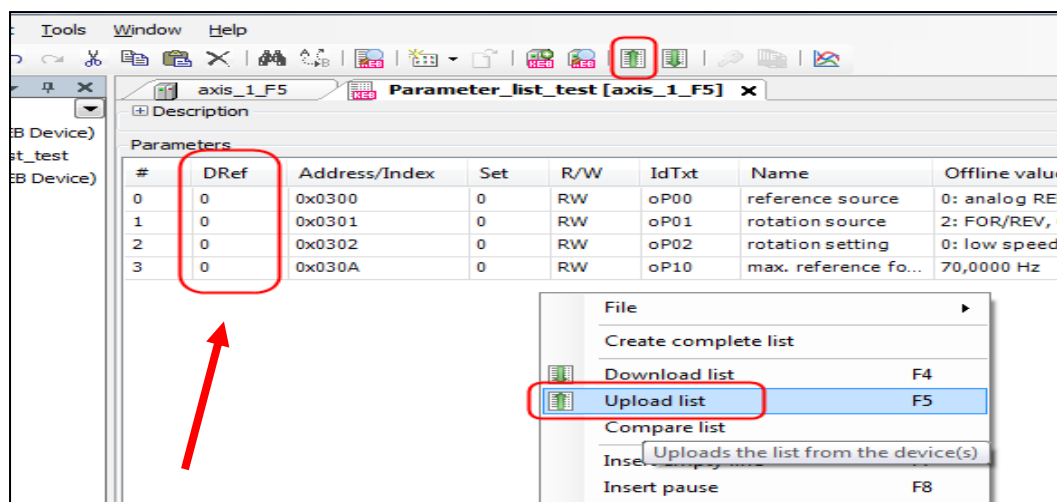 Tools Window Help
axis_1_F5 Parameter_list_test [axis_1_F5]
Description
B Device)
st_test
EB Device)
Parameters
# DRef Address/Index Set R/W IdTxt Name Offline valu
0 0 0x0300 0 RW oP00 reference source 0: analog RE
1 0 0x0301 0 RW oP01 rotation source 2: FOR/REV,
2 0 0x0302 0 RW oP02 rotation setting 0: low speed
3 0 0x030A 0 RW oP10 max. reference fo... 70,0000 Hz
File
Create complete list
Download list F4
Upload list F5
Compare list
Uploads the list from the device(s)
Insert empty line
Insert pause F8